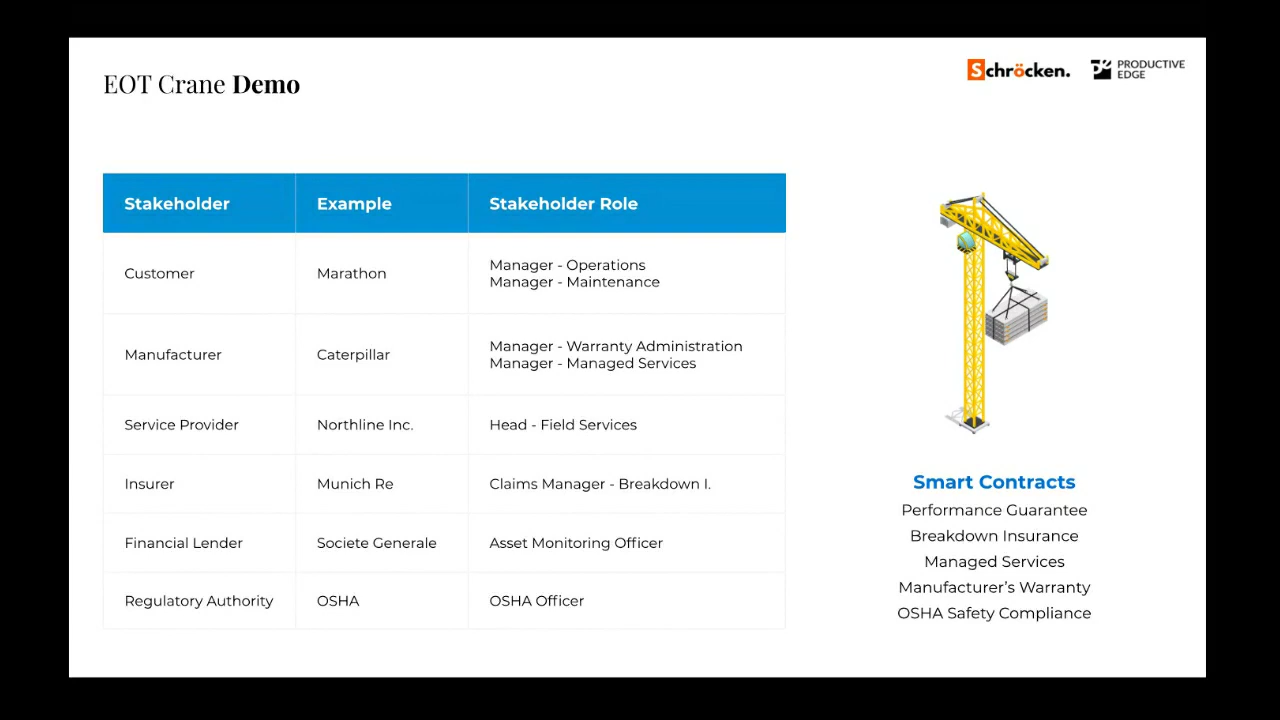 EOT Crane Demo
Schröcken.
PRODUCTIVE
EDGE
Stakeholder Example Stakeholder Role
Customer Marathon Manager - Operations
Manager - Maintenance
Manufacturer Caterpillar Manager - Warranty Administration
Manager - Managed Services
Service Provider Northline Inc. Head - Field Services
Insurer Munich Re Claims Manager - Breakdown I.
Financial Lender Societe Generale Asset Monitoring Officer
Regulatory Authority OSHA OSHA Officer
Smart Contracts
Performance Guarantee
Breakdown Insurance
Managed Services
Manufacturer’s Warranty
OSHA Safety Compliance